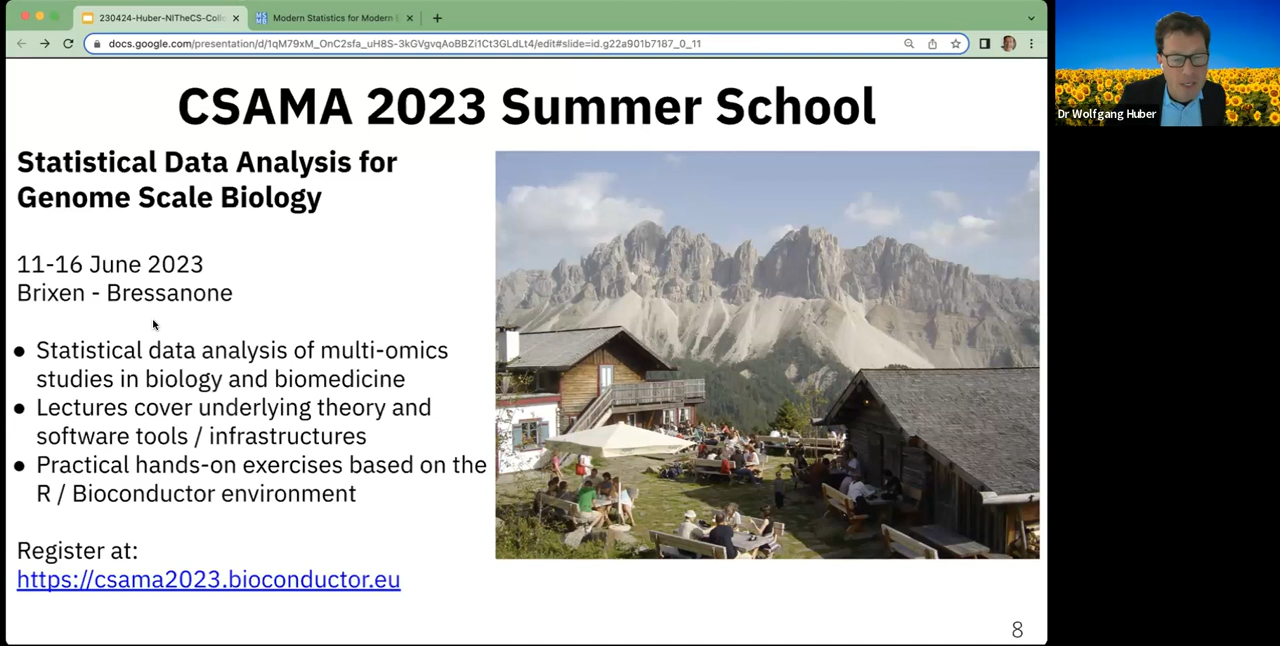 230424-Huber-NITheCS-Coll
Modern Statistics for Modern
docs.google.com/presentation/d/1qM79xM_OnC2sfa_uH8S-3kGVgvqAoBBZi1Ct3GLdLt4/edit#slide=id.g22a901b7187_0_11
CSAMA 2023 Summer School
Statistical Data Analysis for
Genome Scale Biology
11-16 June 2023
Brixen - Bressanone
● Statistical data analysis of multi-omics
studies in biology and biomedicine
● Lectures cover underlying theory and
software tools / infrastructures
● Practical hands-on exercises based on the
R / Bioconductor environment
Register at:
https://csama2023.bioconductor.eu
8
Dr Wolfgang Huber